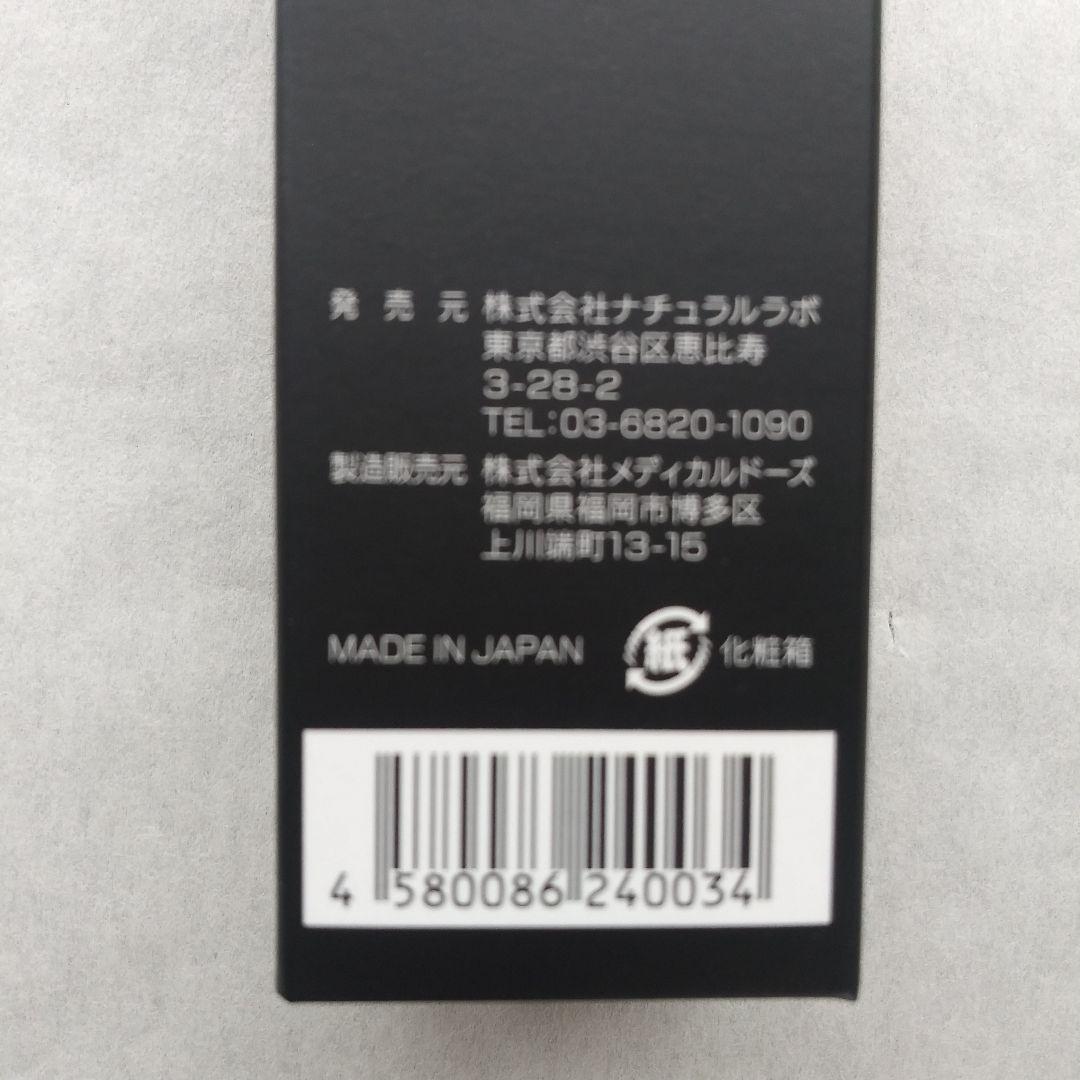 発売元 株式会社ナチュラルラボ
東京都渋谷区恵比寿
3-28-2
TEL:03-6820-1090
製造販売元 株式会社メディカルドーズ
福岡県福岡市博多区
上川端町13-15
MADE IN JAPAN 紙 化粧箱
4 580086 240034